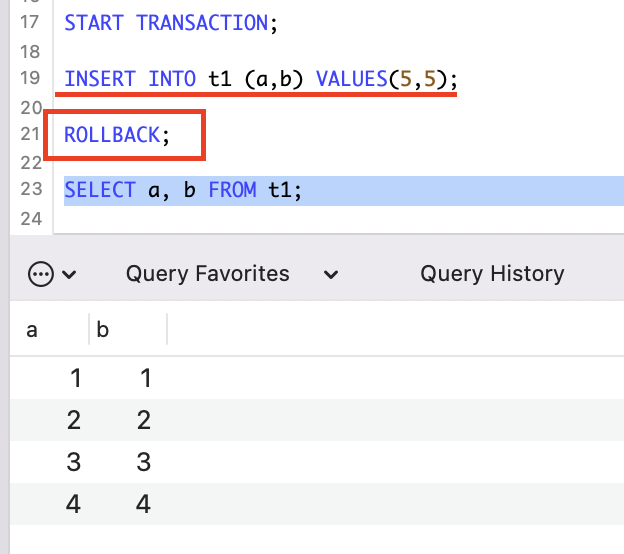 17 START TRANSACTION;
18
19 INSERT INTO t1 (a,b) VALUES(5,5);
20
21 ROLLBACK;
22
23 SELECT a, b FROM t1;
24
Query Favorites Query History
a b
1 1
2 2
3 3
4 4